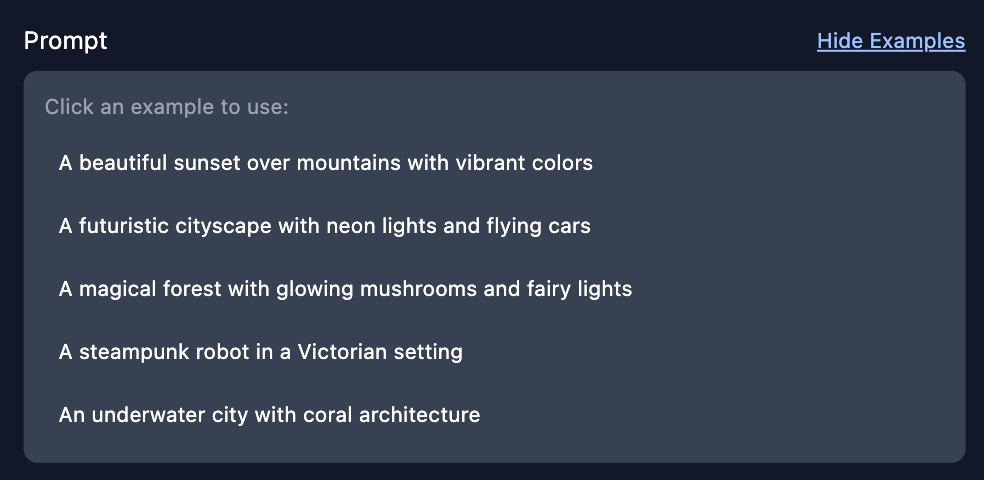 Prompt
Hide Examples
Click an example to use:
A beautiful sunset over mountains with vibrant colors
A futuristic cityscape with neon lights and flying cars
A magical forest with glowing mushrooms and fairy lights
A steampunk robot in a Victorian setting
An underwater city with coral architecture